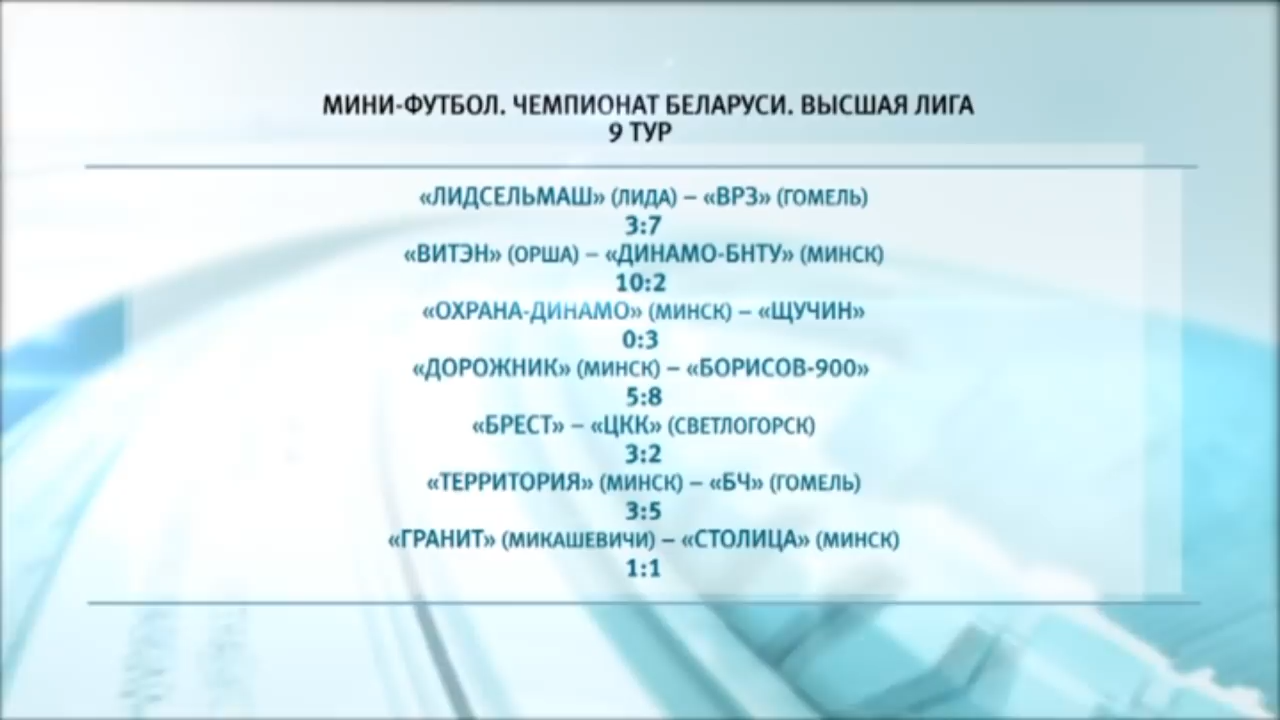 МИНИ-ФУТБОЛ. ЧЕМПИОНАТ БЕЛАРУСИ. ВЫСШАЯ ЛИГА
9 ТУР
«ЛИДСЕЛЬМАШ» (ЛИДА) – «ВРЗ» (ГОМЕЛЬ)
3:7
«ВИТЭН» (ОРША) – «ДИНАМО-БНТУ» (МИНСК)
10:2
«ОХРАНА-ДИНАМО» (МИНСК) – «ЩУЧИН»
0:3
«ДОРОЖНИК» (МИНСК) – «БОРИСОВ-900»
5:8
«БРЕСТ» – «ЦКК» (СВЕТЛОГОРСК)
3:2
«ТЕРРИТОРИЯ» (МИНСК) – «БЧ» (ГОМЕЛЬ)
3:5
«ГРАНИТ» (МИКАШЕВИЧИ) – «СТОЛИЦА» (МИНСК)
1:1